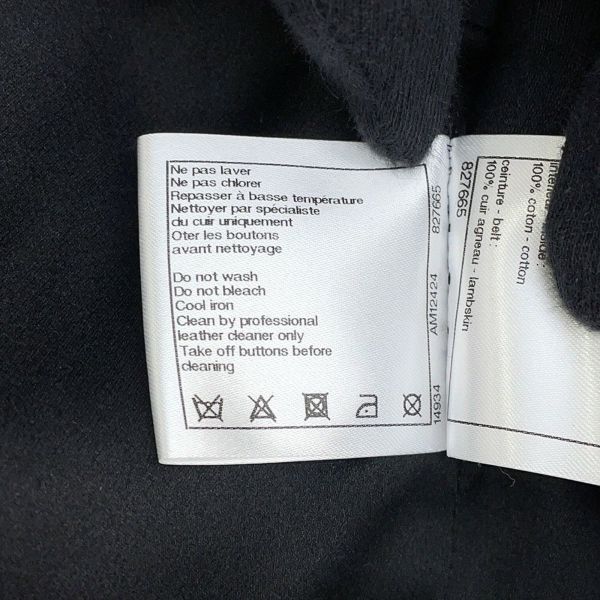 Ne pas laver
Ne pas chlorer
Repasser à basse température
Nettoyer par spécialiste
du cuir uniquement
Oter les boutons
avant nettoyage
Do not wash
Do not bleach
Cool iron
Clean by professional
leather cleaner only
Take off buttons before
cleaning
14934 AM12424 827665
827665
100% coton - cotton
ceinture - belt :
100% cuir agneau - lambskin